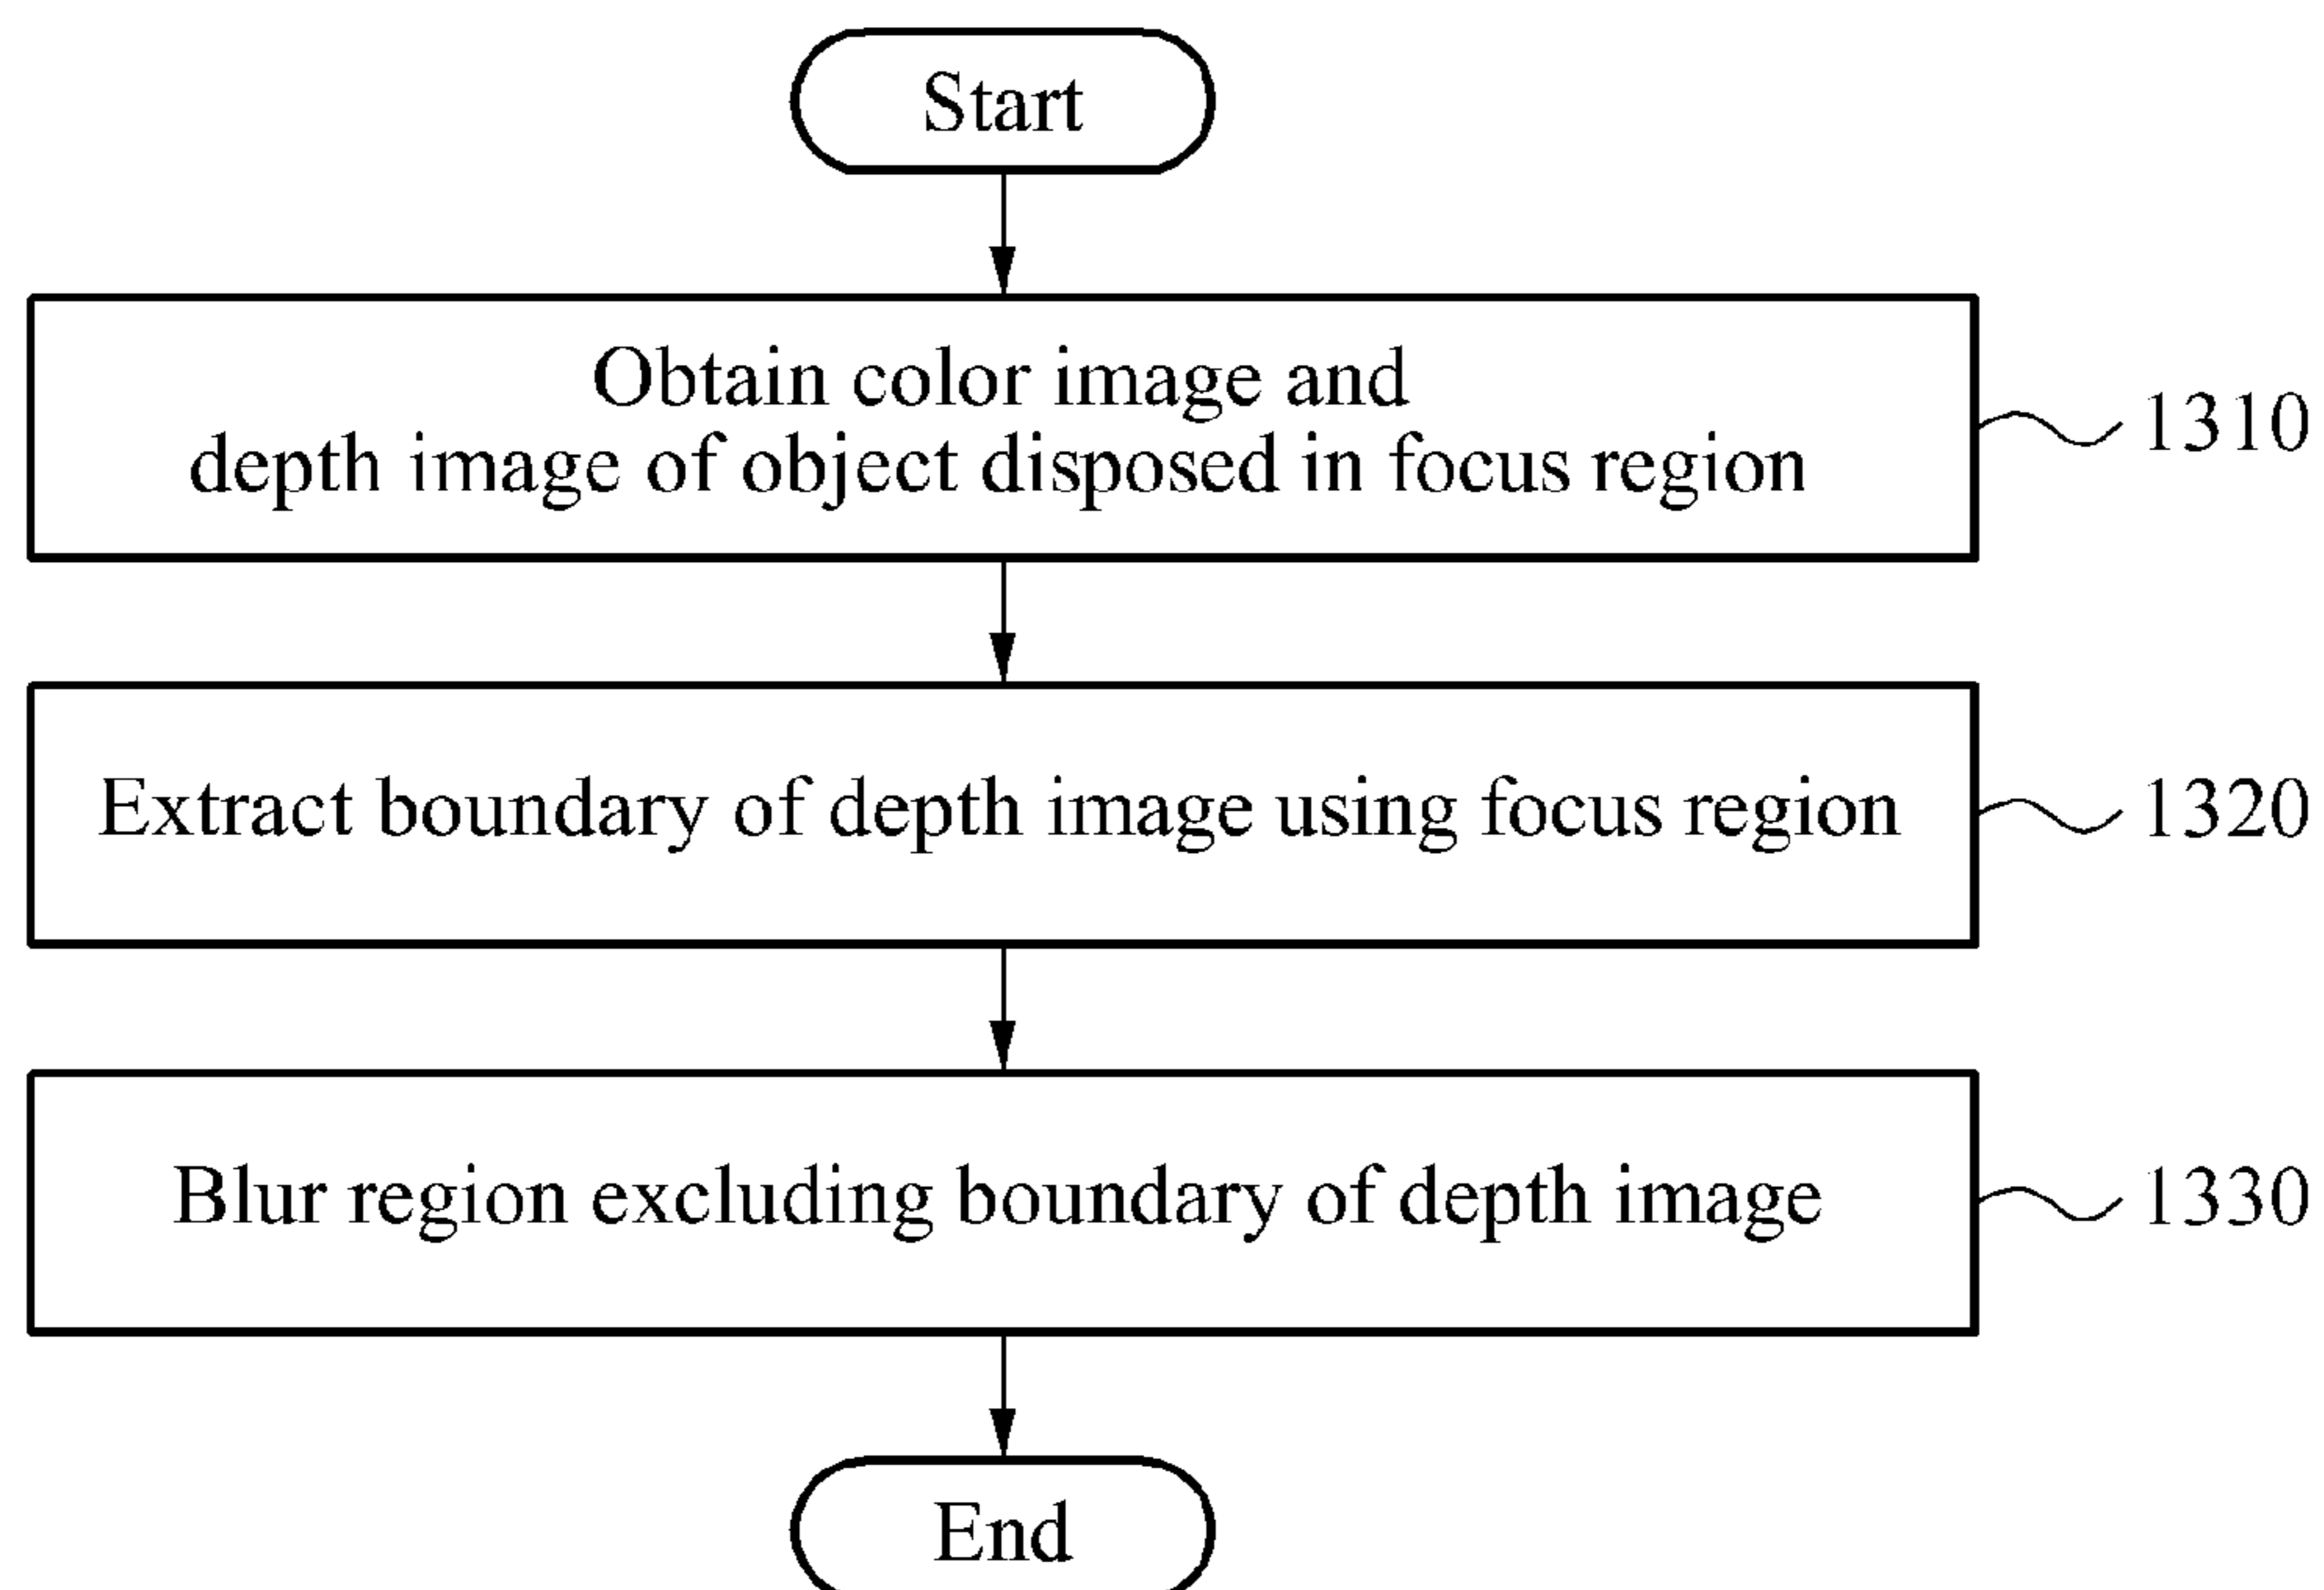 Start
Obtain color image and
depth image of object disposed in focus region
1310
Extract boundary of depth image using focus region
1320
Blur region excluding boundary of depth image
1330
End